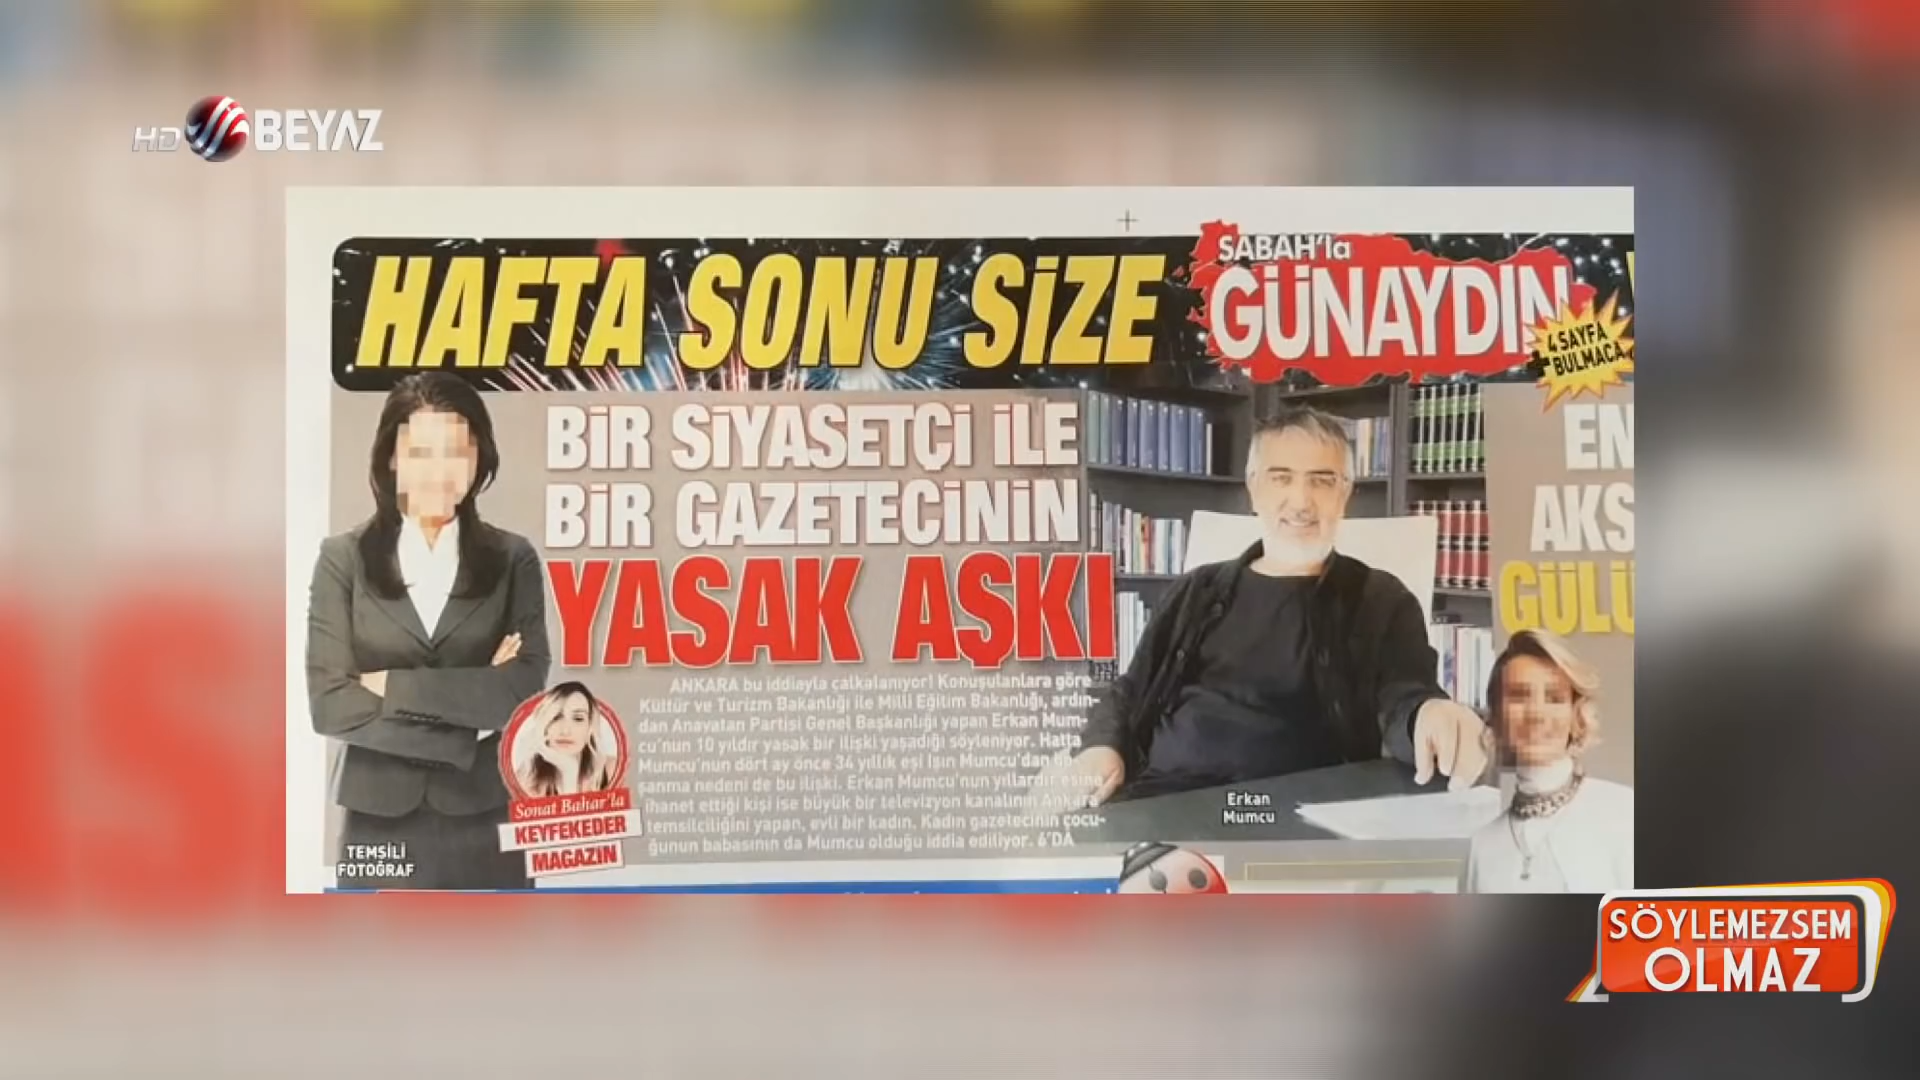 HD BEYAZ
HAFTA SONU SİZE
SABAH'la
GÜNAYDIN
4 SAYFA
+ BULMACA
BİR SİYASETÇİ İLE
BİR GAZETECİNİN
YASAK AŞKI
ANKARA bu iddiayla çalkalanıyor! Konuşulanlara göre
Kültür ve Turizm Bakanlığı ile Milli Eğitim Bakanlığı, ardın-
dan Anavatan Partisi Genel Başkanlığı yapan Erkan Mum-
cu'nun 10 yıldır yasak bir ilişki yaşadığı söyleniyor. Hatta
Mumcu'nun dört ay önce 34 yıllık eşi Işın Mumcu'dan bo-
şanma nedeni de bu ilişki. Erkan Mumcu'nun yıllardır eşine
ihanet ettiği kişi ise büyük bir televizyon kanalının Ankara
temsilciliğini yapan, evli bir kadın. Kadın gazetecinin çocu-
ğunun babasının da Mumcu olduğu iddia ediliyor. 6'DA
Sonat Bahar'la
KEYFEKEDER
MAGAZİN
TEMSİLİ
FOTOĞRAF
Erkan
Mumcu
EN
AKS
GÜLÜ
SÖYLEMEZSEM
OLMAZ